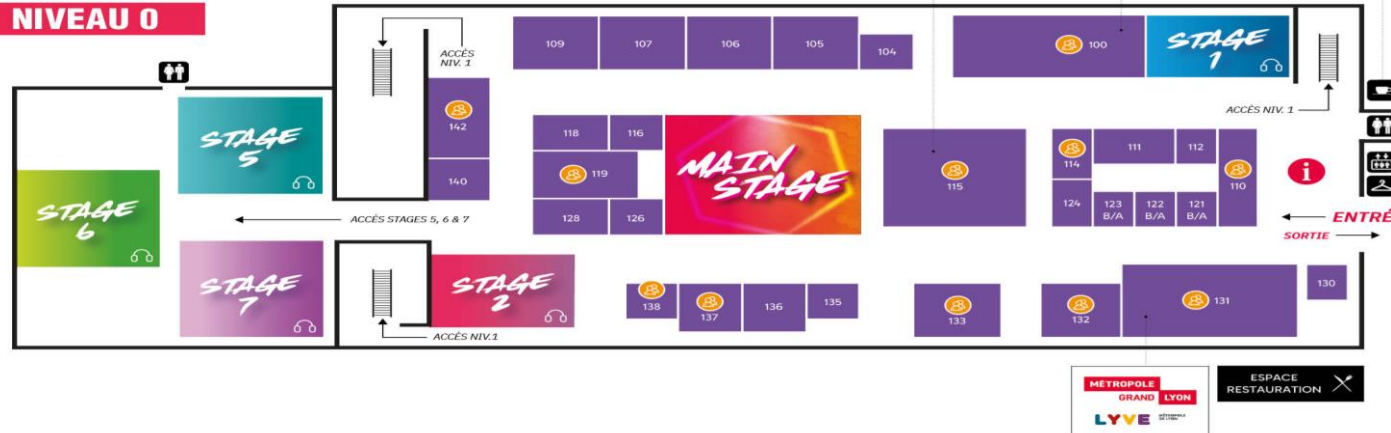 NIVEAU 0
ACCÈS
NIV. 1
109
107
106
105
104
100
STAGE
1
ACCÈS NIV. 1
STAGE
5
142
140
118
116
119
128
126
MAIN
STAGE
115
114
111
112
110
124
123
B/A
122
B/A
121
B/A
i
STAGE
6
ACCÈS STAGES 5, 6 & 7
ENTRÉ
SORTIE
STAGE
7
STAGE
2
ACCÈS NIV.1
138
137
136
135
133
132
131
130
MÉTROPOLE
GRAND LYON
LYVE
ESPACE
RESTAURATION